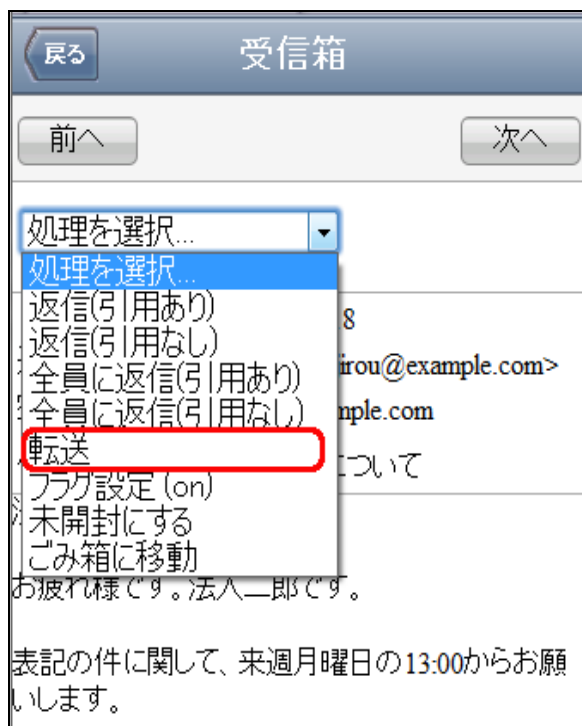 戻る 受信箱
前へ 次へ
処理を選択...
処理を選択...
返信(引用あり)
8
返信(引用なし)
irou@example.com>
全員に返信(引用あり)
全員に返信(引用なし)
mple.com
転送
について
フラグ設定 (on)
未開封にする
ごみ箱に移動
お疲れ様です。法人二郎です。
表記の件に関して、来週月曜日の13:00からお願
いします。